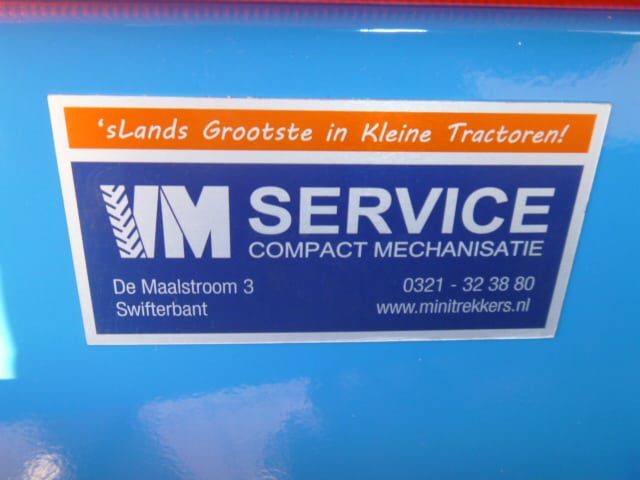 'sLands Grootste in Kleine Tractoren!
VM SERVICE
COMPACT MECHANISATIE
De Maalstroom 3 0321 - 32 38 80
Swifterbant www.minitrekkers.nl